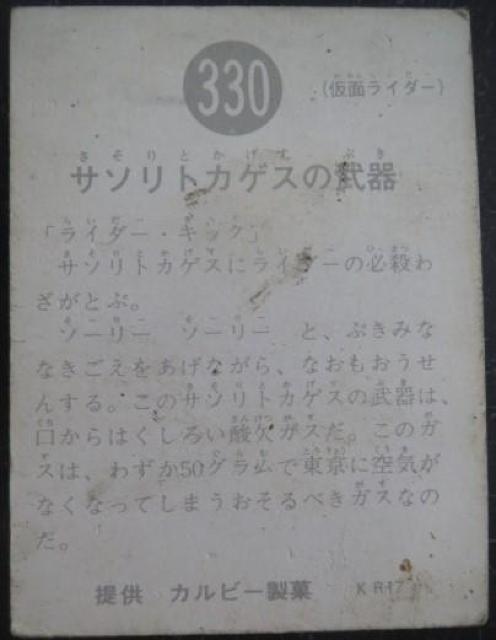 330
(仮面ライダー)
サソリトカゲスの武器
「ライダー・キック」
サソリトカゲスにライダーの必殺わ
ざがとぶ。
ソーリー ソーリー と、ぶきみな
なきごえをあげながら、なおもおうせ
んする。このサソリトカゲスの武器は、
口からはくしろい酸欠ガスだ。このガ
スは、わずか50グラムで東京に空気が
なくなってしまうおそるべきガスなの
だ。
提供 カルビー製菓 KR17